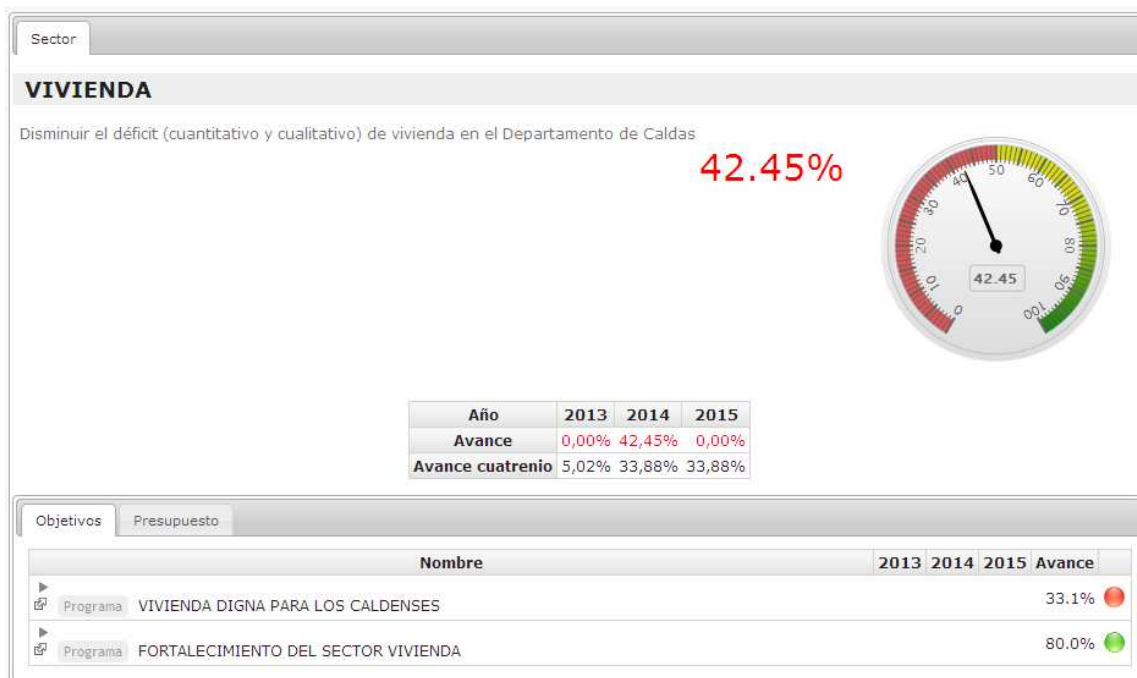 Sector
VIVIENDA
Disminuir el déficit (cuantitativo y cualitativo) de vivienda en el Departamento de Caldas
42.45%
0 10 20 30 40 50 60 70 80 90 100
42.45
Año 2013 2014 2015
Avance 0,00% 42,45% 0,00%
Avance cuatrenio 5,02% 33,88% 33,88%
Objetivos Presupuesto
Nombre 2013 2014 2015 Avance
Programa VIVIENDA DIGNA PARA LOS CALDENSES 33.1%
Programa FORTALECIMIENTO DEL SECTOR VIVIENDA 80.0%